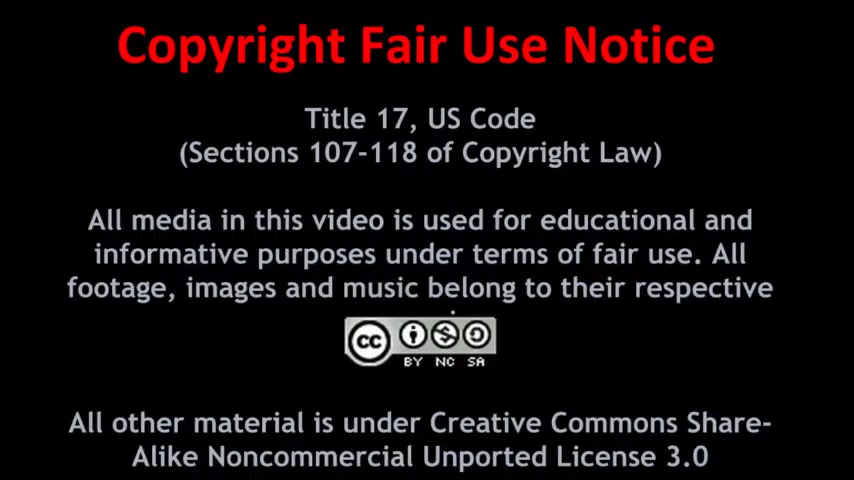 Copyright Fair Use Notice
Title 17, US Code
(Sections 107-118 of Copyright Law)
All media in this video is used for educational and
informative purposes under terms of fair use. All
footage, images and music belong to their respective
cc
BY NC SA
All other material is under Creative Commons Share-
Alike Noncommercial Unported License 3.0